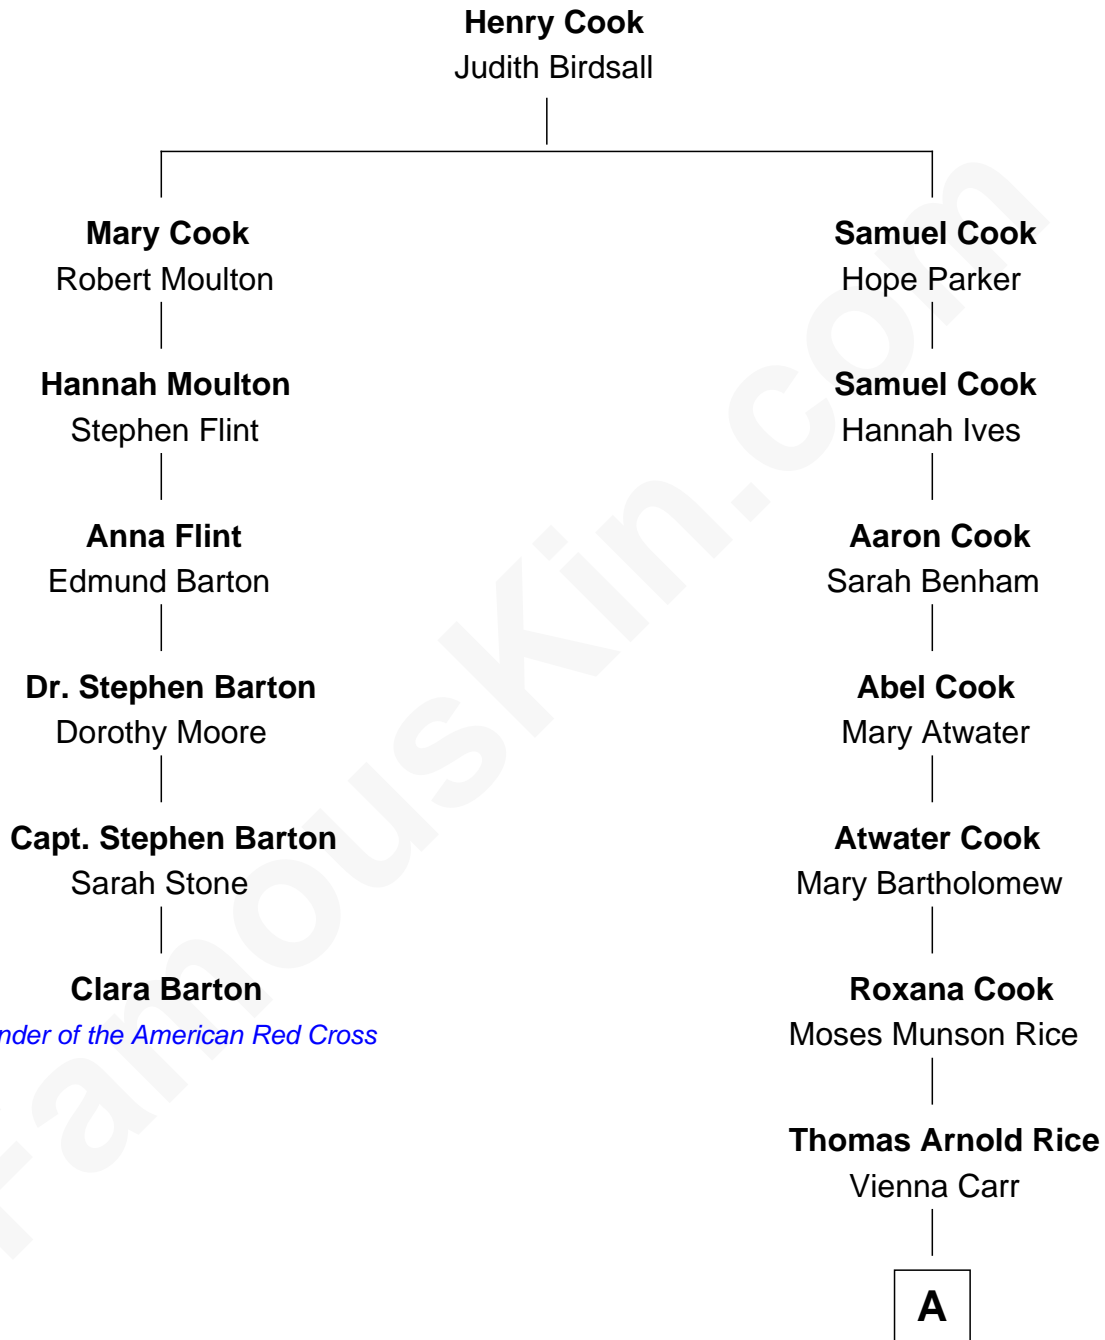 Henry Cook
Judith Birdsall
Mary Cook
Robert Moulton
Hannah Moulton
Stephen Flint
Anna Flint
Edmund Barton
Dr. Stephen Barton
Dorothy Moore
Capt. Stephen Barton
Sarah Stone
Clara Barton
nder of the American Red Cross
Samuel Cook
Hope Parker
Samuel Cook
Hannah Ives
Aaron Cook
Sarah Benham
Abel Cook
Mary Atwater
Atwater Cook
Mary Bartholomew
Roxana Cook
Moses Munson Rice
Thomas Arnold Rice
Vienna Carr
A
FamousKin.com